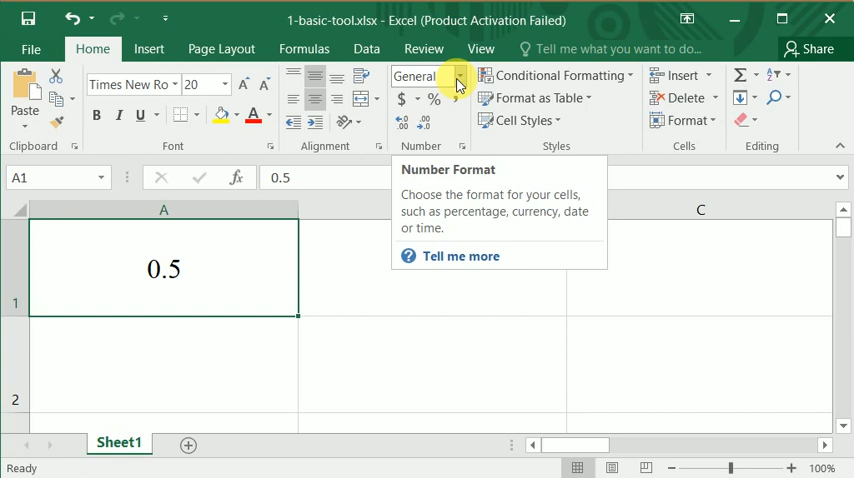 1-basic-tool.xlsx - Excel (Product Activation Failed)
File Home Insert Page Layout Formulas Data Review View Tell me what you want to do... Share
Paste
Times New Ro 20 A A
B I U A
General
$ % ,
.00
.00
Conditional Formatting
Format as Table
Cell Styles
Insert
Delete
Format
Clipboard Font Alignment Number Styles Cells Editing
A1 fx 0.5
Number Format
Choose the format for your cells,
such as percentage, currency, date
or time.
? Tell me more
A C
1 0.5
2
Sheet1
Ready 100%